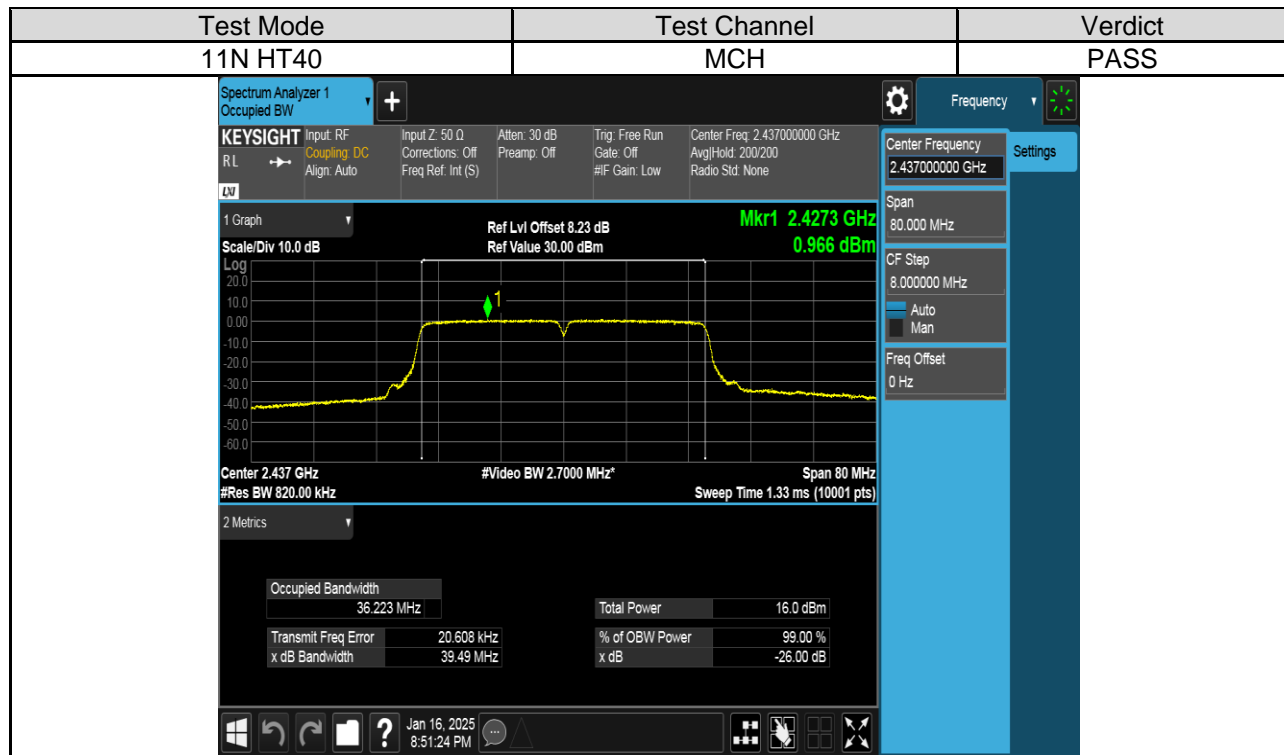 Test Mode Test Channel Verdict
11N HT40 MCH PASS
Spectrum Analyzer 1
Occupied BW
+
Frequency
KEYSIGHT Input: RF Input Z: 50 Ω Atten: 30 dB Trig: Free Run Center Freq: 2.437000000 GHz
R L Coupling: DC Corrections: Off Preamp: Off Gate: Off Avg|Hold: 200/200
Align: Auto Freq Ref: Int (S) #IF Gain: Low Radio Std: None
LXI
Center Frequency
2.437000000 GHz
Settings
Span
80.000 MHz
CF Step
8.000000 MHz
Auto
Man
Freq Offset
0 Hz
1 Graph Ref Lvl Offset 8.23 dB Mkr1 2.4273 GHz
Scale/Div 10.0 dB Ref Value 30.00 dBm 0.966 dBm
Log
20.0
10.0
1
0.00
-10.0
-20.0
-30.0
-40.0
-50.0
-60.0
Center 2.437 GHz #Video BW 2.7000 MHz* Span 80 MHz
#Res BW 820.00 kHz Sweep Time 1.33 ms (10001 pts)
2 Metrics
Occupied Bandwidth
36.223 MHz Total Power 16.0 dBm
Transmit Freq Error 20.608 kHz % of OBW Power 99.00 %
x dB Bandwidth 39.49 MHz x dB -26.00 dB
? Jan 16, 2025
8:51:24 PM